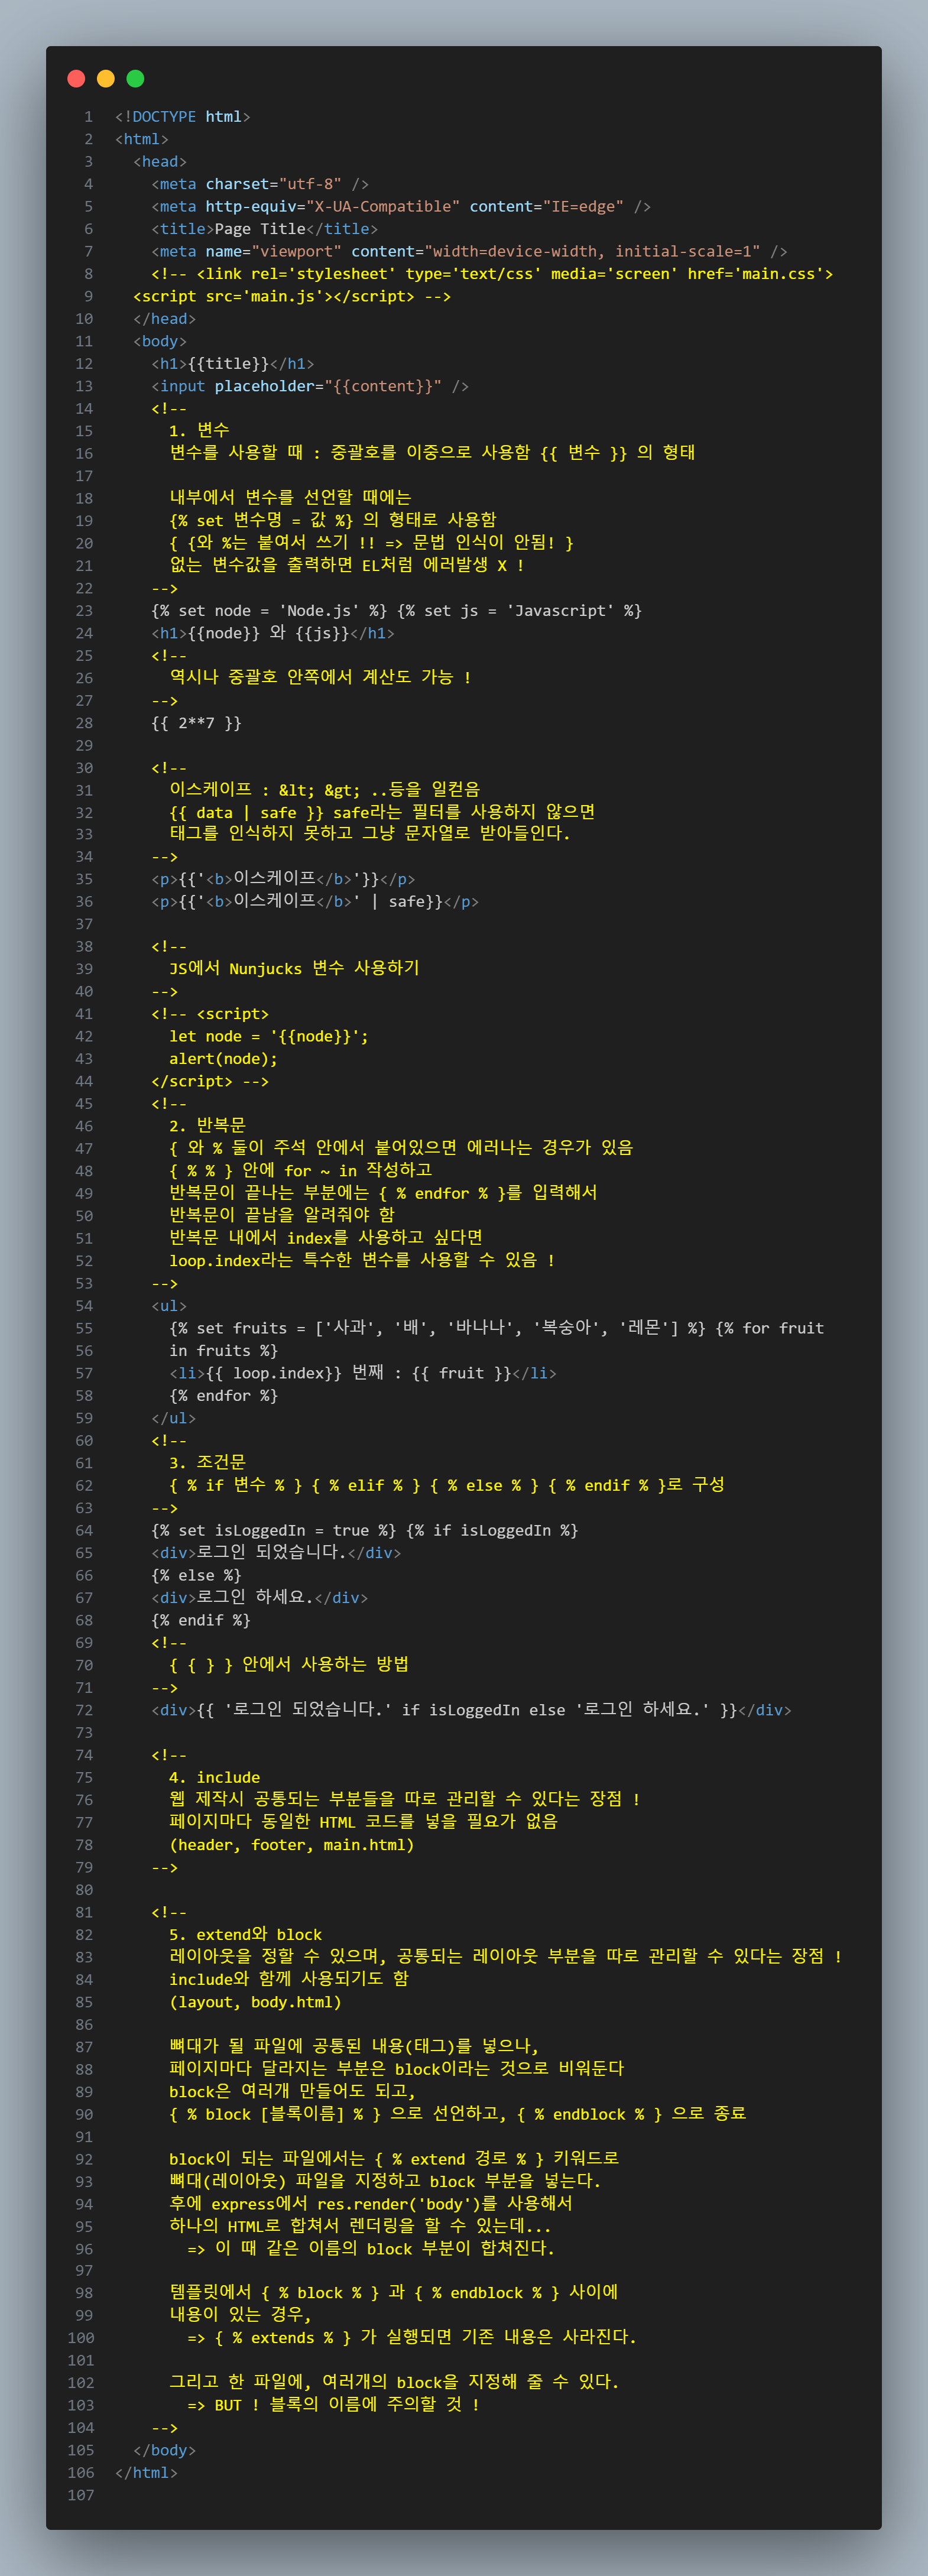 1 <!DOCTYPE html>
2 <html>
3 <head>
4 <meta charset="utf-8" />
5 <meta http-equiv="X-UA-Compatible" content="IE=edge" />
6 <title>Page Title</title>
7 <meta name="viewport" content="width=device-width, initial-scale=1" />
8 <!-- <link rel='stylesheet' type='text/css' media='screen' href='main.css'>
9 <script src='main.js'></script> -->
10 </head>
11 <body>
12 <h1>{{title}}</h1>
13 <input placeholder="{{content}}" />
14 <!--
15 1. 변수
16 변수를 사용할 때 : 중괄호를 이중으로 사용함 {{ 변수 }} 의 형태
17
18 내부에서 변수를 선언할 때에는
19 {% set 변수명 = 값 %} 의 형태로 사용함
20 { {와 %는 붙여서 쓰기 !! => 문법 인식이 안됨! }
21 없는 변수값을 출력하면 EL처럼 에러발생 X !
22 -->
23 {% set node = 'Node.js' %} {% set js = 'Javascript' %}
24 <h1>{{node}} 와 {{js}}</h1>
25 <!--
26 역시나 중괄호 안쪽에서 계산도 가능 !
27 -->
28 {{ 2**7 }}
29
30 <!--
31 이스케이프 : &lt; &gt; ..등을 일컫음
32 {{ data | safe }} safe라는 필터를 사용하지 않으면
33 태그를 인식하지 못하고 그냥 문자열로 받아들인다.
34 -->
35 <p>{{'<b>이스케이프</b>'}}</p>
36 <p>{{'<b>이스케이프</b>' | safe}}</p>
37
38 <!--
39 JS에서 Nunjucks 변수 사용하기
40 -->
41 <!-- <script>
42 let node = '{{node}}';
43 alert(node);
44 </script> -->
45 <!--
46 2. 반복문
47 { 와 % 둘이 주석 안에서 붙어있으면 에러나는 경우가 있음
48 { % % } 안에 for ~ in 작성하고
49 반복문이 끝나는 부분에는 { % endfor % }를 입력해서
50 반복문이 끝남을 알려줘야 함
51 반복문 내에서 index를 사용하고 싶다면
52 loop.index라는 특수한 변수를 사용할 수 있음 !
53 -->
54 <ul>
55 {% set fruits = ['사과', '배', '바나나', '복숭아', '레몬'] %} {% for fruit
56 in fruits %}
57 <li>{{ loop.index}} 번째 : {{ fruit }}</li>
58 {% endfor %}
59 </ul>
60 <!--
61 3. 조건문
62 { % if 변수 % } { % elif % } { % else % } { % endif % }로 구성
63 -->
64 {% set isLoggedIn = true %} {% if isLoggedIn %}
65 <div>로그인 되었습니다.</div>
66 {% else %}
67 <div>로그인 하세요.</div>
68 {% endif %}
69 <!--
70 { { } } 안에서 사용하는 방법
71 -->
72 <div>{{ '로그인 되었습니다.' if isLoggedIn else '로그인 하세요.' }}</div>
73
74 <!--
75 4. include
76 웹 제작시 공통되는 부분들을 따로 관리할 수 있다는 장점 !
77 페이지마다 동일한 HTML 코드를 넣을 필요가 없음
78 (header, footer, main.html)
79 -->
80
81 <!--
82 5. extend와 block
83 레이아웃을 정할 수 있으며, 공통되는 레이아웃 부분을 따로 관리할 수 있다는 장점 !
84 include와 함께 사용되기도 함
85 (layout, body.html)
86
87 뼈대가 될 파일에 공통된 내용(태그)를 넣으나,
88 페이지마다 달라지는 부분은 block이라는 것으로 비워둔다
89 block은 여러개 만들어도 되고,
90 { % block [블록이름] % } 으로 선언하고, { % endblock % } 으로 종료
91
92 block이 되는 파일에서는 { % extend 경로 % } 키워드로
93 뼈대(레이아웃) 파일을 지정하고 block 부분을 넣는다.
94 후에 express에서 res.render('body')를 사용해서
95 하나의 HTML로 합쳐서 렌더링을 할 수 있는데...
96 => 이 때 같은 이름의 block 부분이 합쳐진다.
97
98 템플릿에서 { % block % } 과 { % endblock % } 사이에
99 내용이 있는 경우,
100 => { % extends % } 가 실행되면 기존 내용은 사라진다.
101
102 그리고 한 파일에, 여러개의 block을 지정해 줄 수 있다.
103 => BUT ! 블록의 이름에 주의할 것 !
104 -->
105 </body>
106 </html>
107